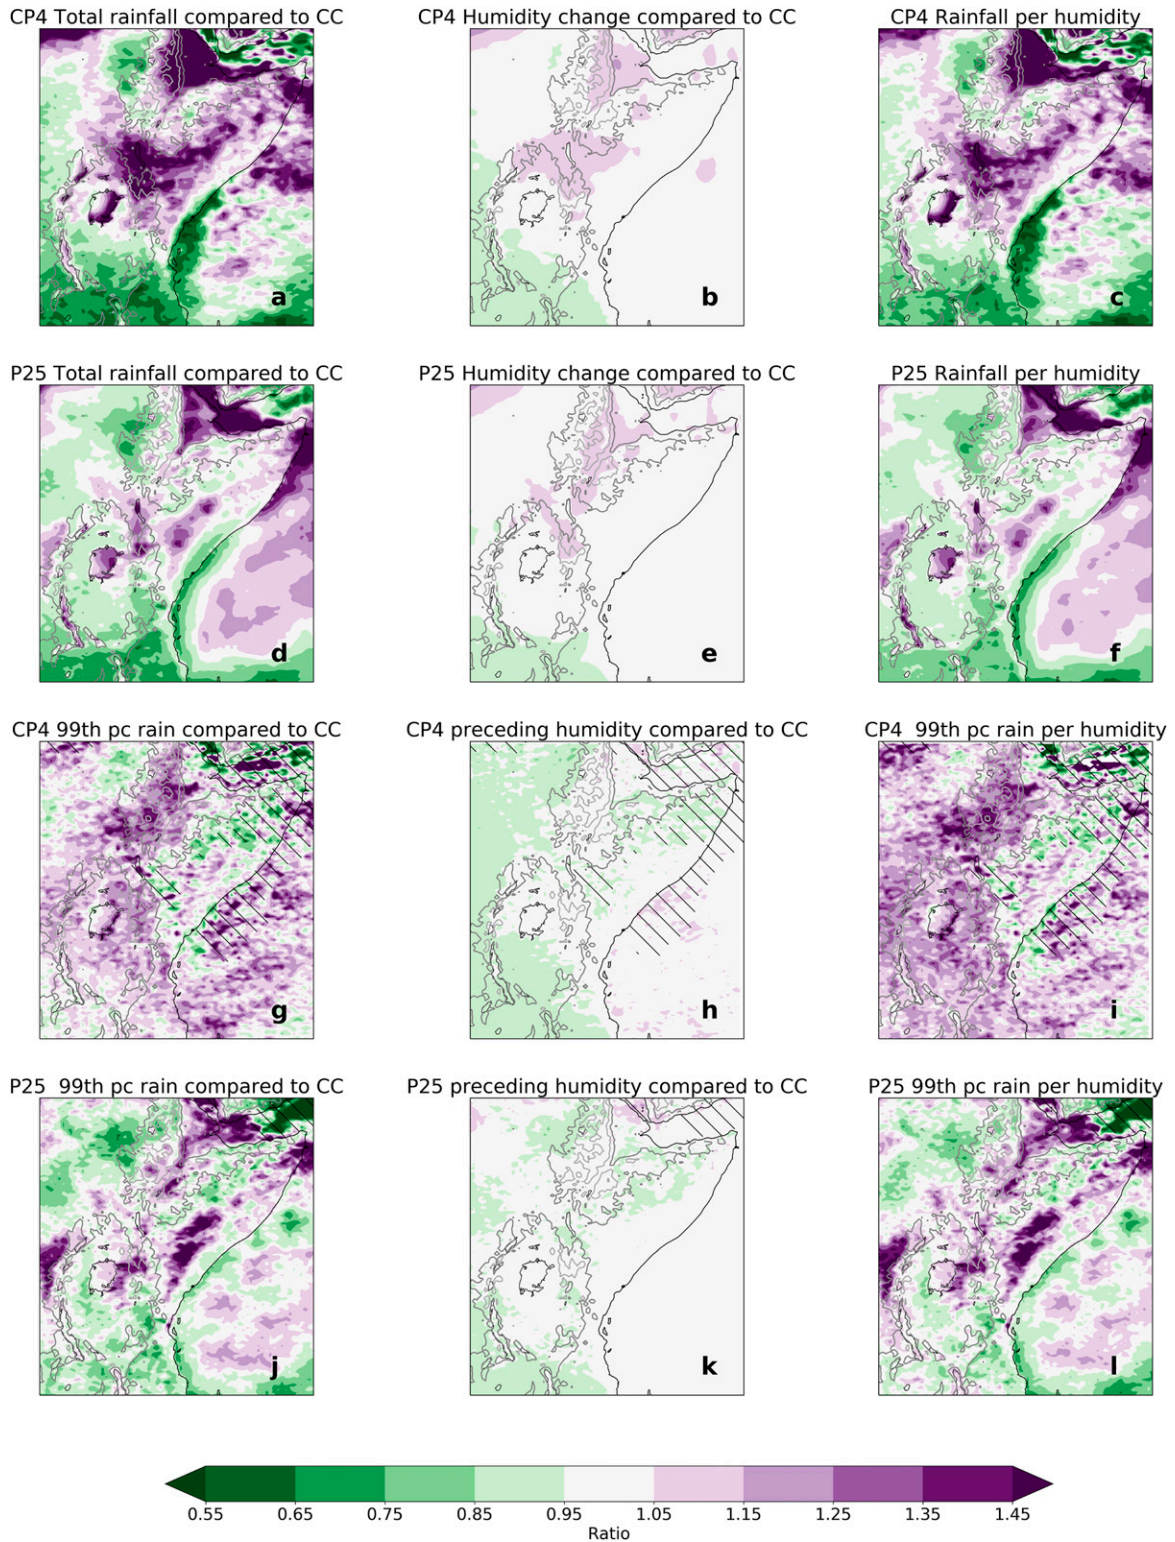 CP4 Total rainfall compared to CC
CP4 Humidity change compared to CC
CP4 Rainfall per humidity
a
b
c
P25 Total rainfall compared to CC
P25 Humidity change compared to CC
P25 Rainfall per humidity
d
e
f
CP4 99th pc rain compared to CC
CP4 preceding humidity compared to CC
CP4  99th pc rain per humidity
g
h
i
P25  99th pc rain compared to CC
P25 preceding humidity compared to CC
P25 99th pc rain per humidity
j
k
l
0.55 0.65 0.75 0.85 0.95 1.05 1.15 1.25 1.35 1.45
Ratio